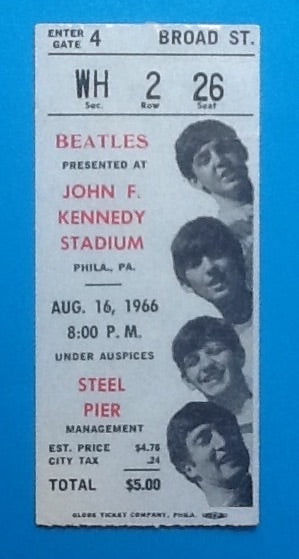 ENTER GATE 4 BROAD ST.
WH 2 26
Sec. Row Seat
BEATLES
PRESENTED AT
JOHN F.
KENNEDY
STADIUM
PHILA., PA.
AUG. 16, 1966
8:00 P. M.
UNDER AUSPICES
STEEL
PIER
MANAGEMENT
EST. PRICE $4.76
CITY TAX .24
TOTAL $5.00
GLOBE TICKET COMPANY, PHILA.